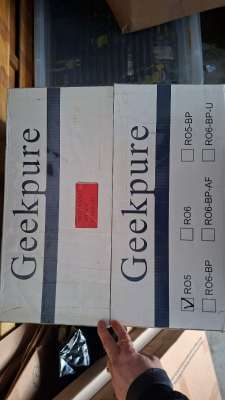 Geekpure
Geekpure
RO5
RO6
RO5-BP
RO6-BP
RO6-BP-AF
RO6-BP-U